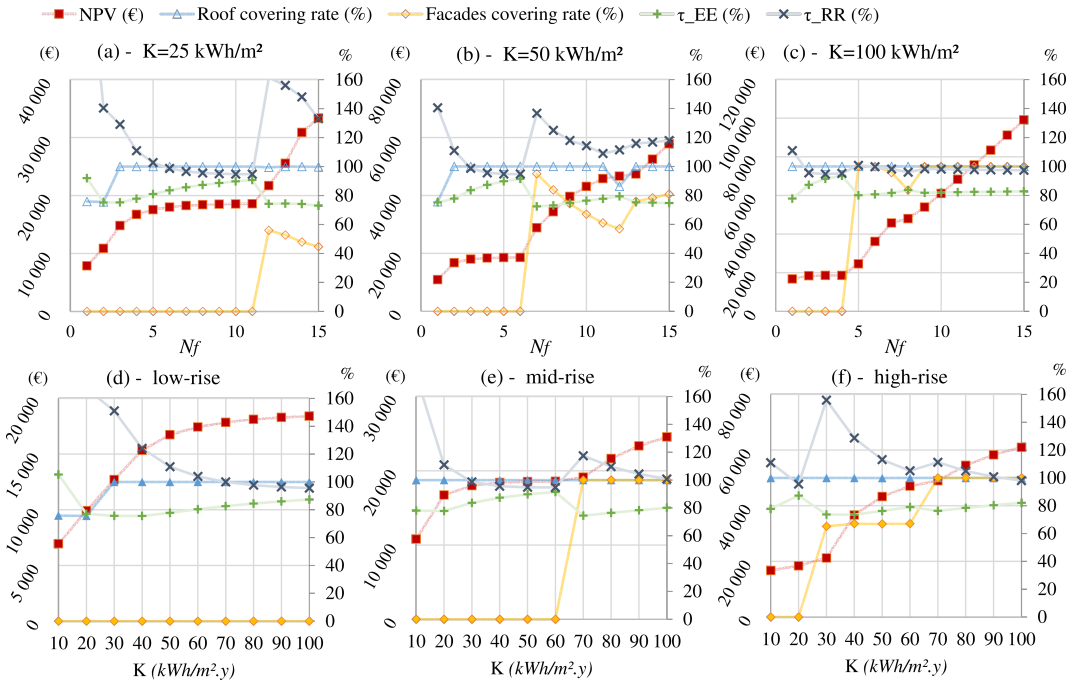 NPV (€) Roof covering rate (%) Facades covering rate (%) τ_EE (%) τ_RR (%)
(€) (a) - K=25 kWh/m² % (€) (b) - K=50 kWh/m² % (€) (c) - K=100 kWh/m² %
40 000 30 000 20 000 10 000 0
160 140 120 100 80 60 40 20 0
0 5 10 15
Nf
80 000 60 000 40 000 20 000 0
160 140 120 100 80 60 40 20 0
0 5 10 15
Nf
120 000 100 000 80 000 60 000 40 000 20 000 0
160 140 120 100 80 60 40 20 0
0 5 10 15
Nf
(€) (d) - low-rise % (€) (e) - mid-rise % (€) (f) - high-rise %
20 000 15 000 10 000 5 000 0
160 140 120 100 80 60 40 20 0
10 20 30 40 50 60 70 80 90 100
K (kWh/m².y)
30 000 20 000 10 000 0
160 140 120 100 80 60 40 20 0
10 20 30 40 50 60 70 80 90 100
K (kWh/m².y)
80 000 60 000 40 000 20 000 0
160 140 120 100 80 60 40 20 0
10 20 30 40 50 60 70 80 90 100
K (kWh/m².y)